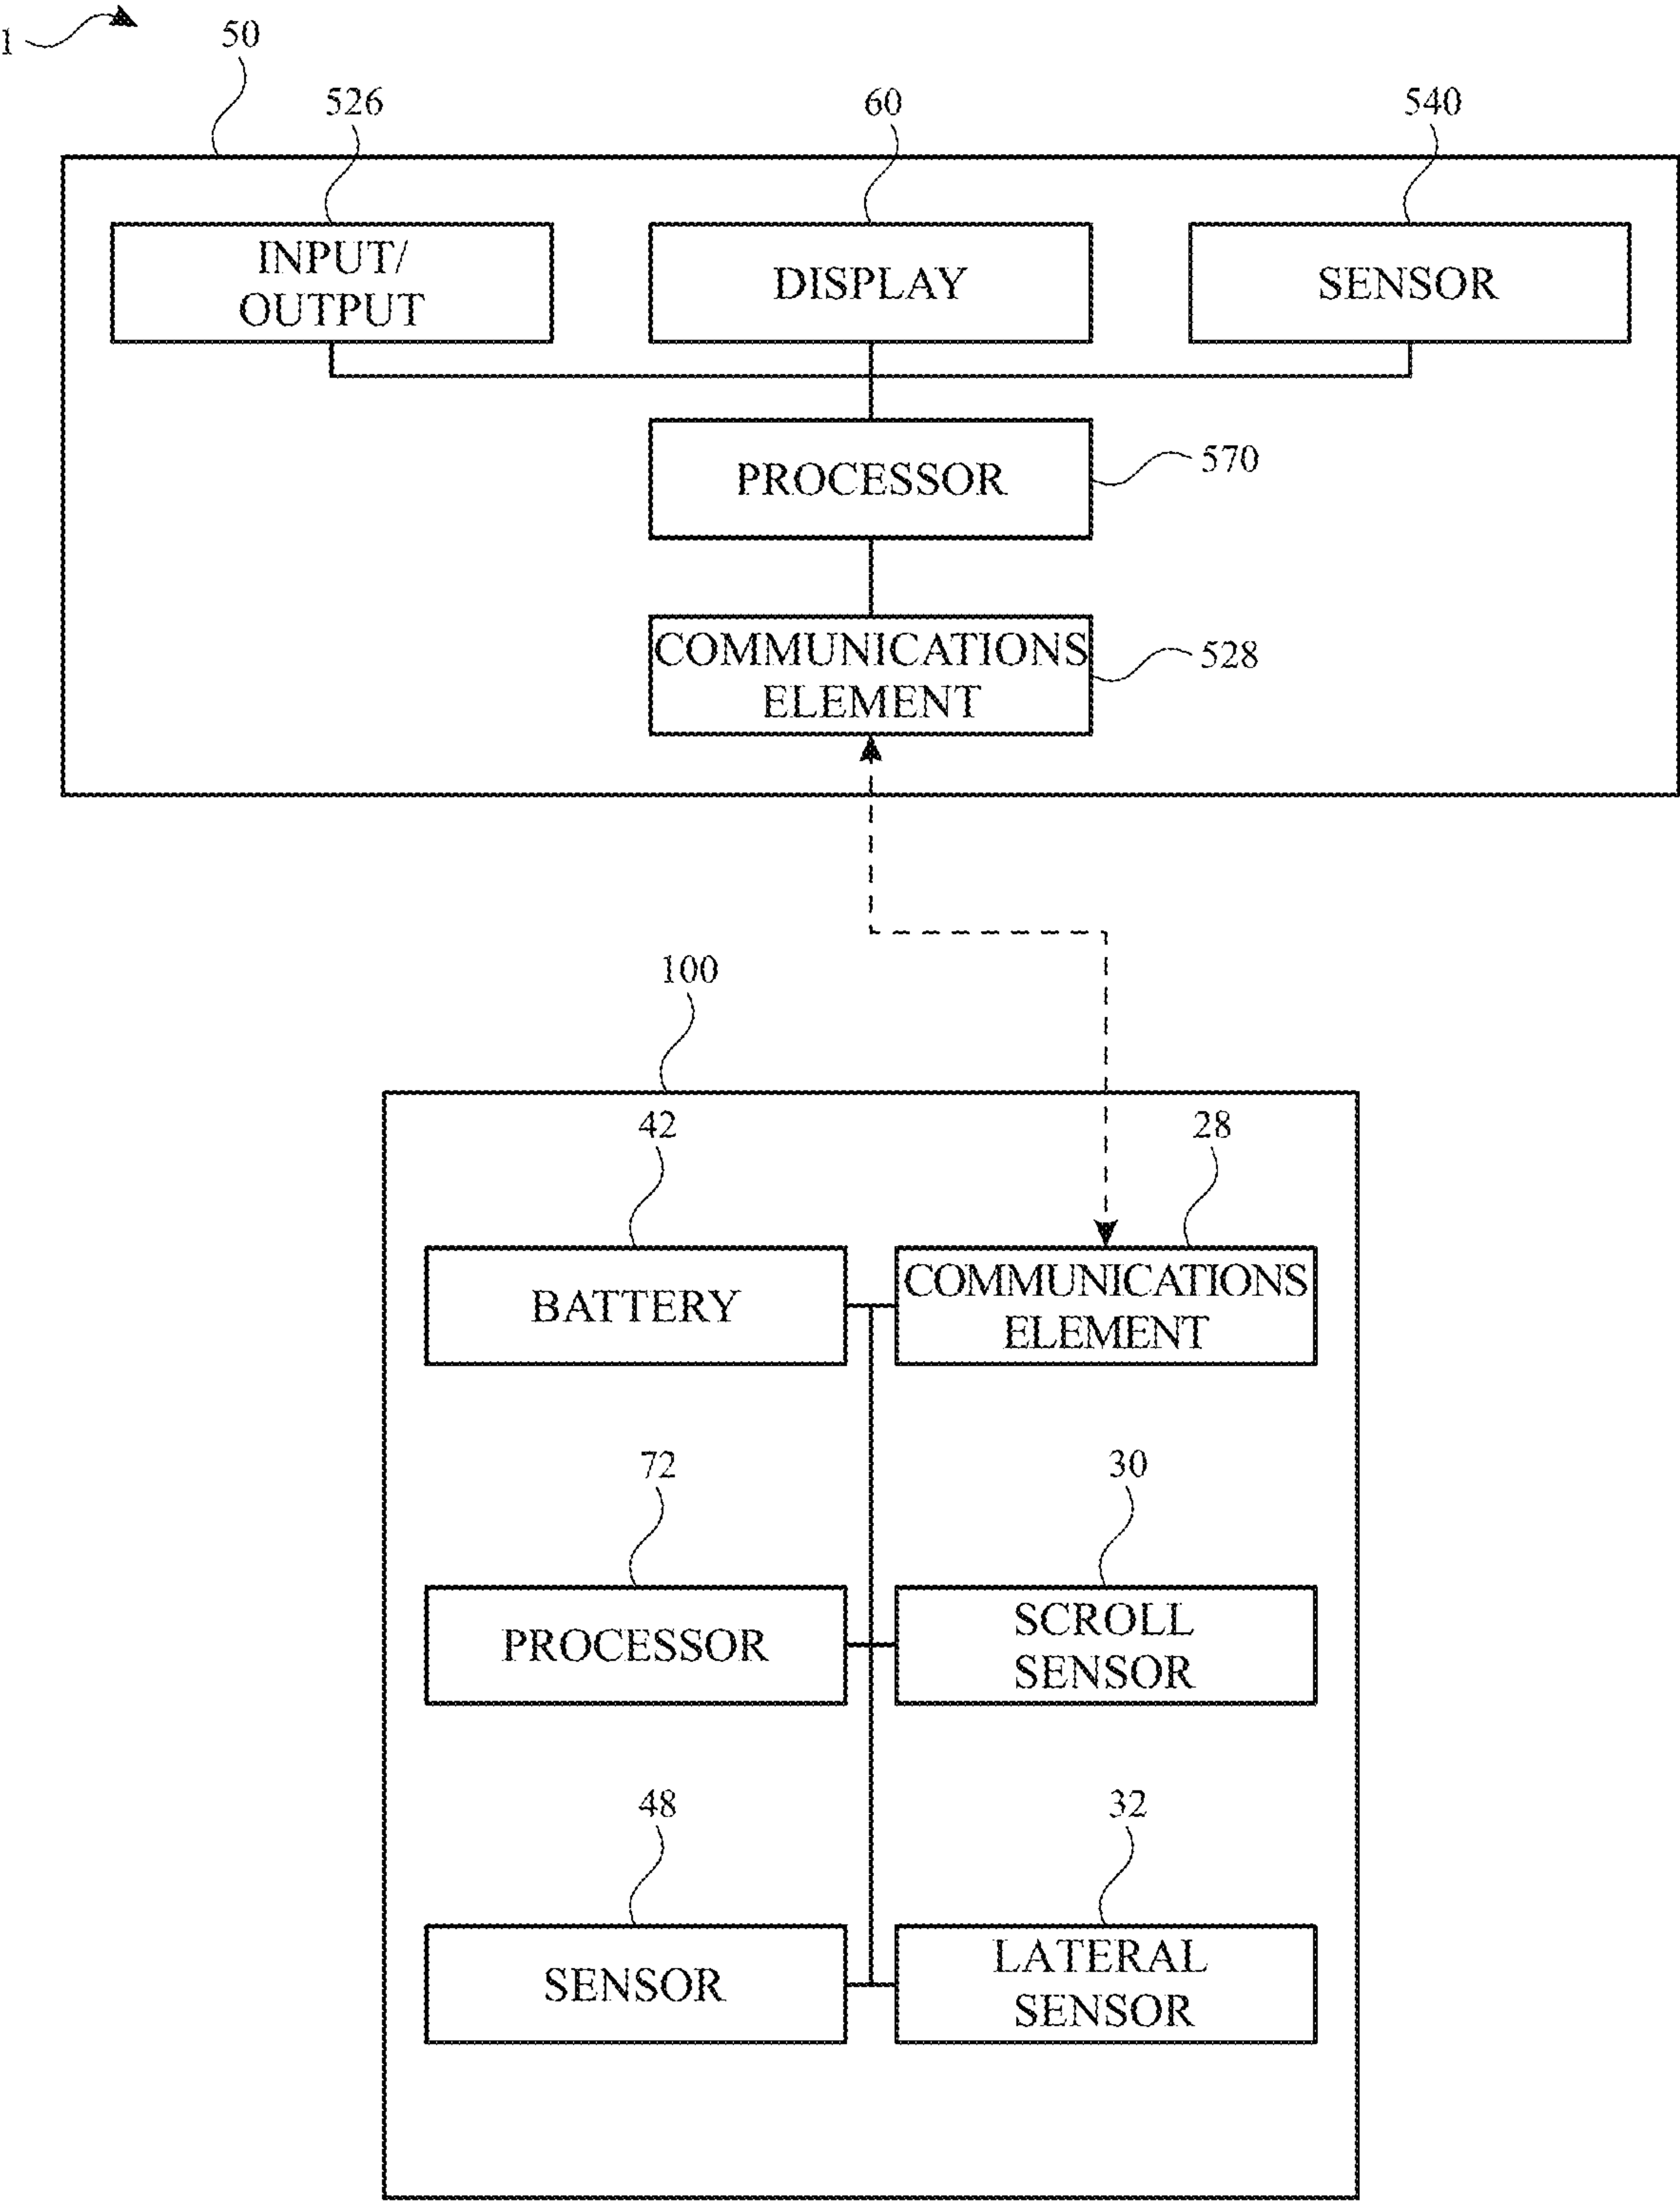 1
50
526
60
540
INPUT/
OUTPUT
DISPLAY
SENSOR
PROCESSOR
570
COMMUNICATIONS
ELEMENT
528
100
42
28
BATTERY
COMMUNICATIONS
ELEMENT
72
30
PROCESSOR
SCROLL
SENSOR
48
32
SENSOR
LATERAL
SENSOR